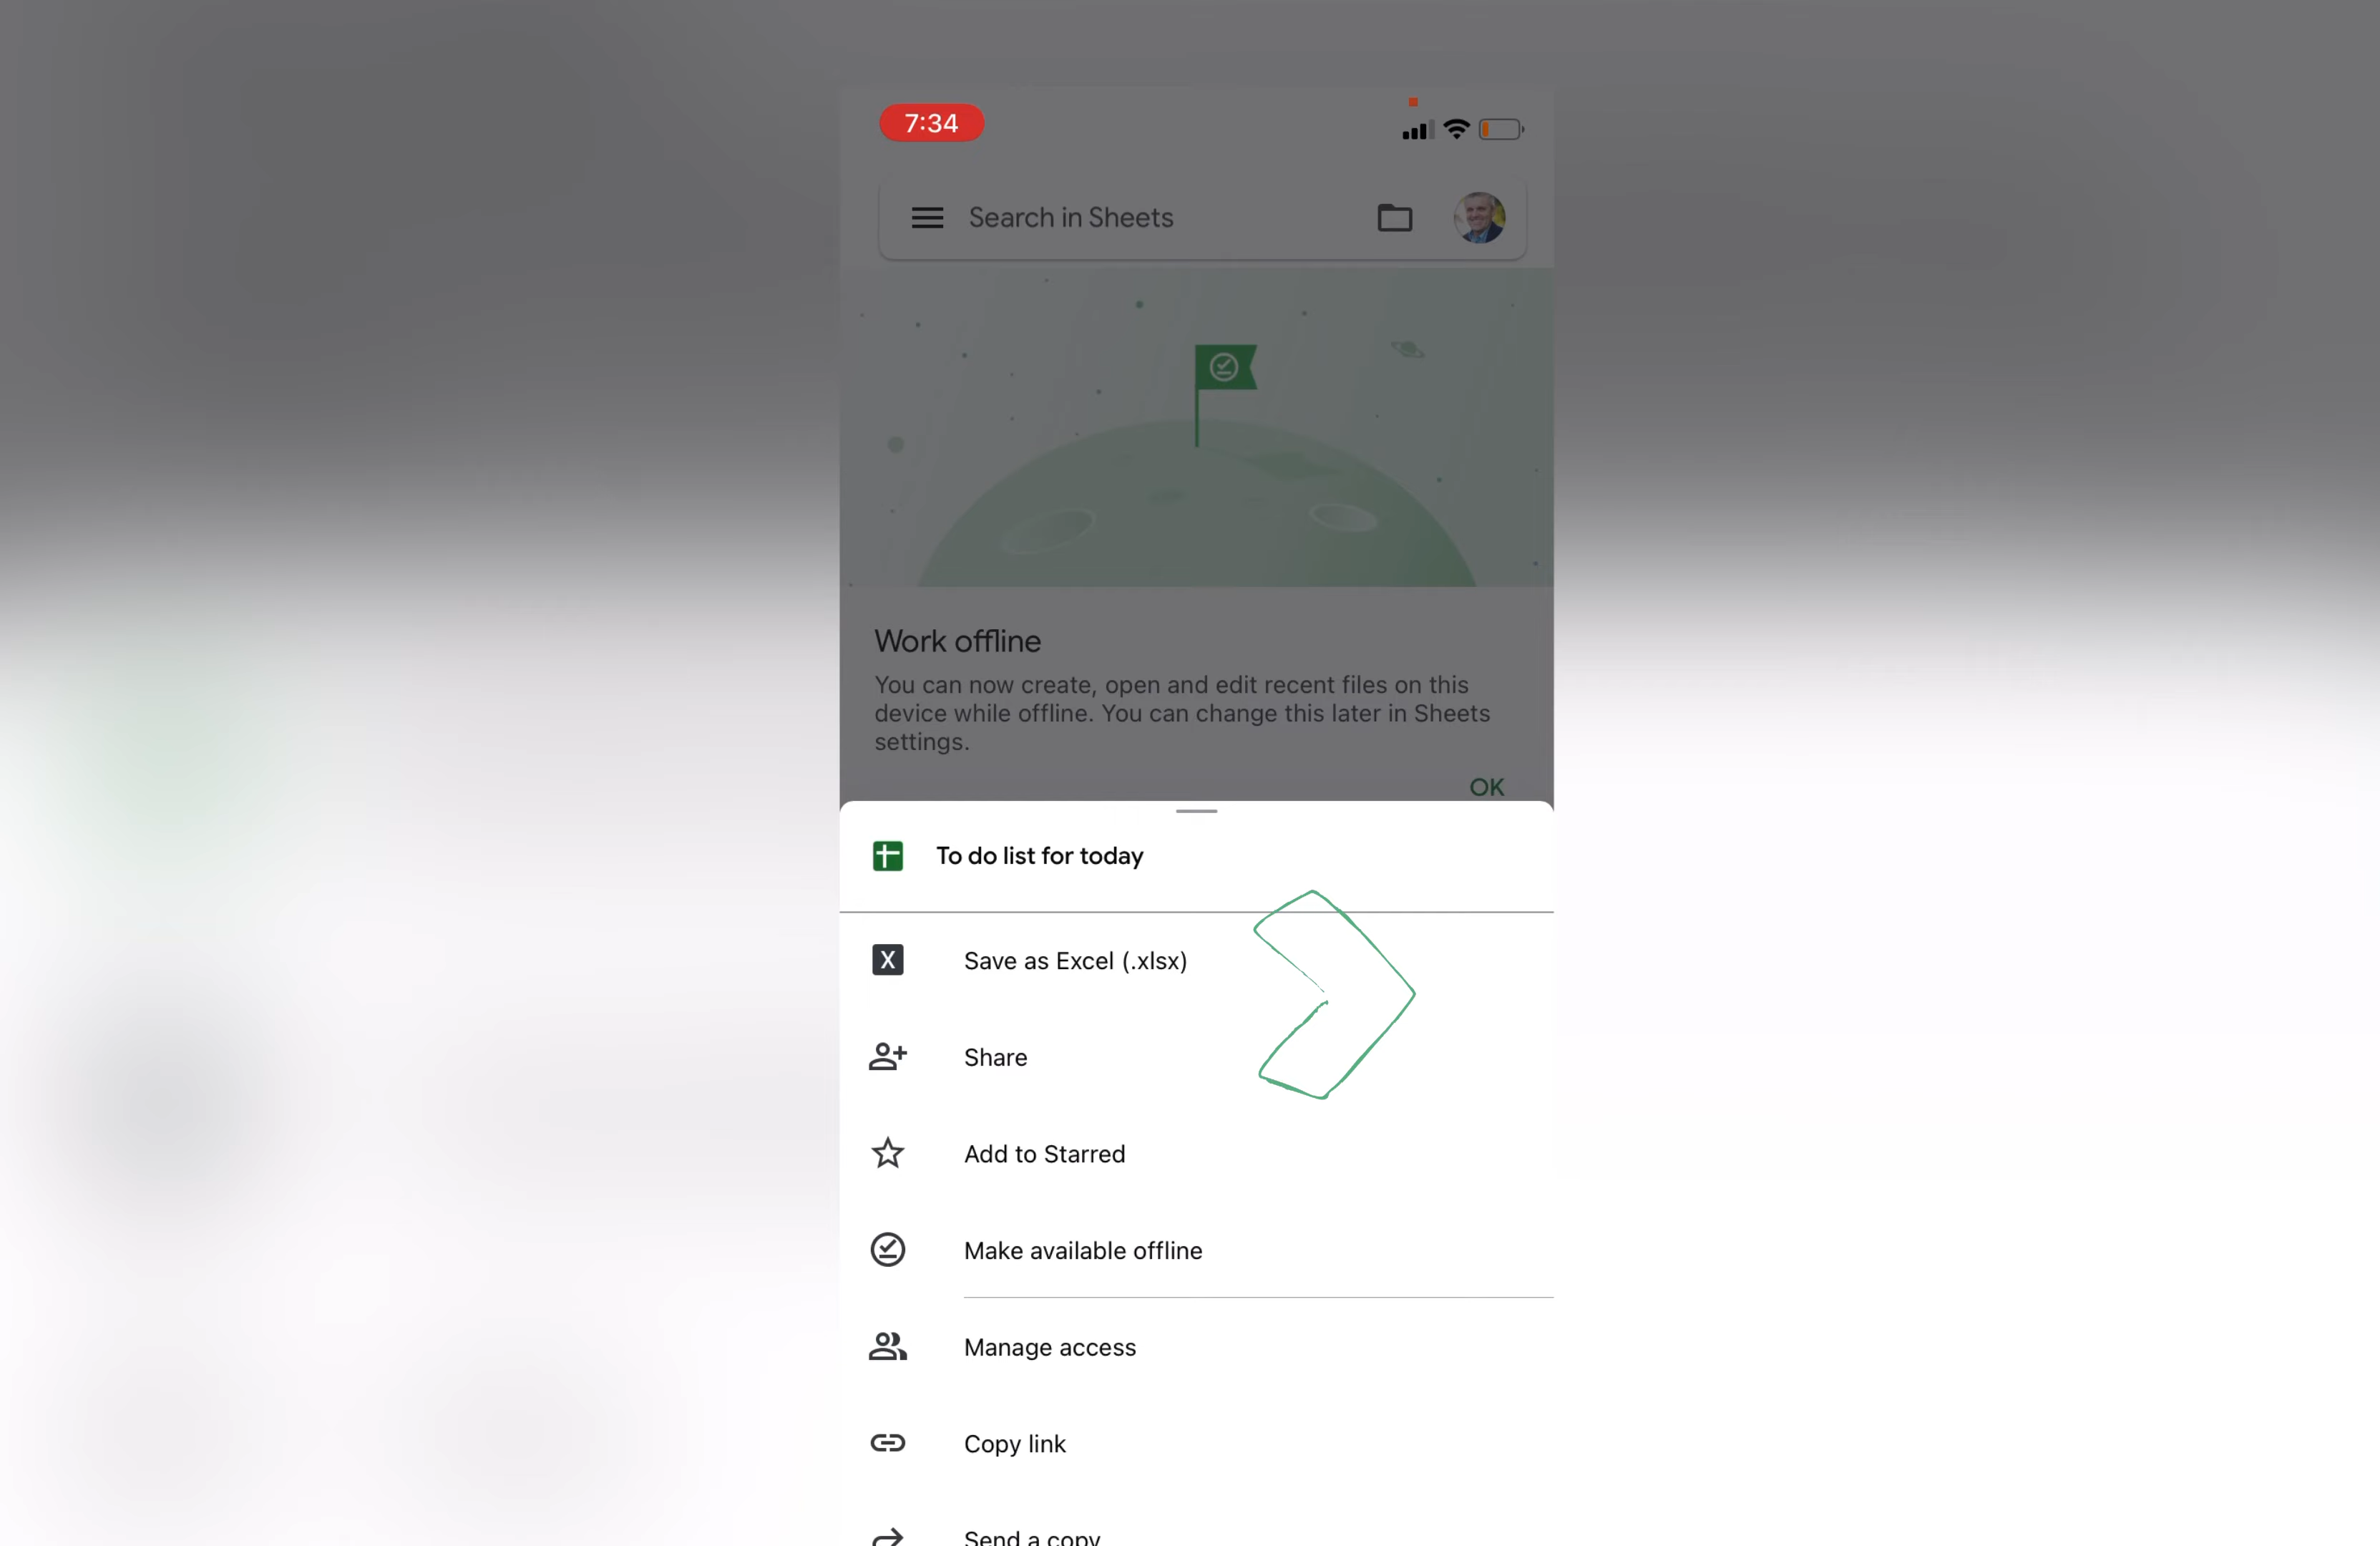 7:34
Search in Sheets
Work offline
You can now create, open and edit recent files on this
device while offline. You can change this later in Sheets
settings.
OK
To do list for today
X Save as Excel (.xlsx)
Share
Add to Starred
Make available offline
Manage access
Copy link
Send a copy